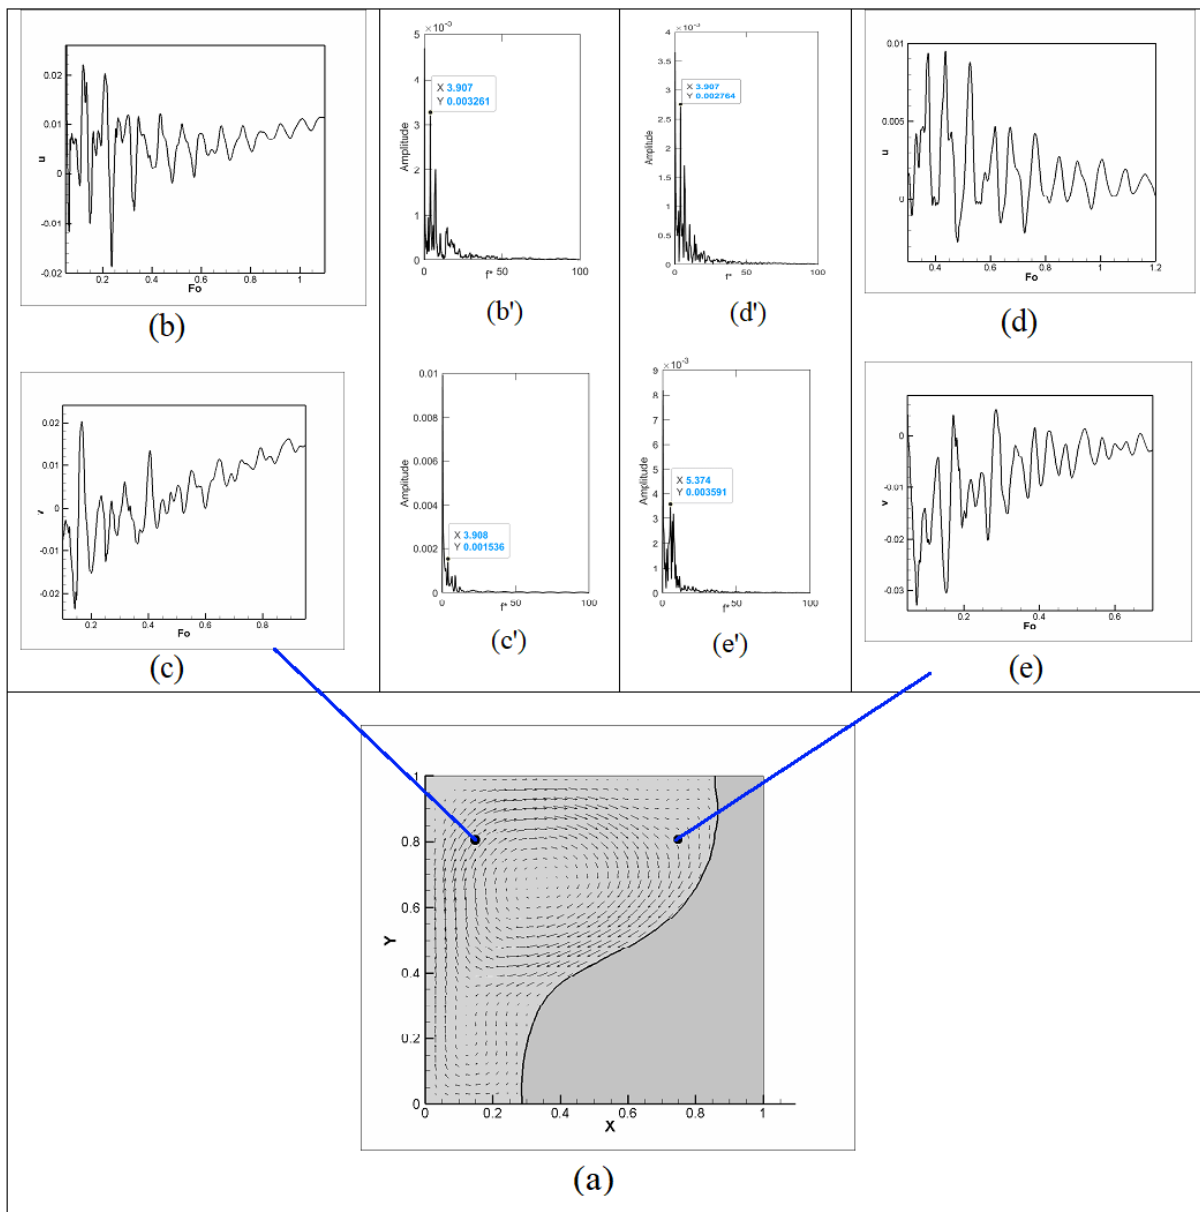 0.02
0.01
0
-0.01
-0.02
u
0.2
0.4
0.6
0.8
1
Fo
(b)
×10⁻³
5
4
3
2
1
0
Amplitude
X 3.907
Y 0.003261
0
50
100
f*
(b')
×10⁻³
4
3.5
3
2.5
2
1.5
1
0.5
0
Amplitude
X 3.907
Y 0.002764
0
50
100
(d')
0.01
0.005
u
0.4
0.6
0.8
1
1.2
Fo
(d)
0.02
0.01
0
-0.01
-0.02
v
0.2
0.4
0.6
0.8
Fo
(c)
0.01
0.008
0.006
0.004
0.002
0
Amplitude
X 3.908
Y 0.001536
0
50
100
f*
(c')
×10⁻³
9
8
7
6
5
4
3
2
1
0
Amplitude
X 5.374
Y 0.003591
0
50
100
f*
(e')
0
-0.01
-0.02
-0.03
v
0.2
0.4
0.6
Fo
(e)
1
0.8
0.6
0.4
0.2
0
Y
0
0.2
0.4
0.6
0.8
1
X
(a)